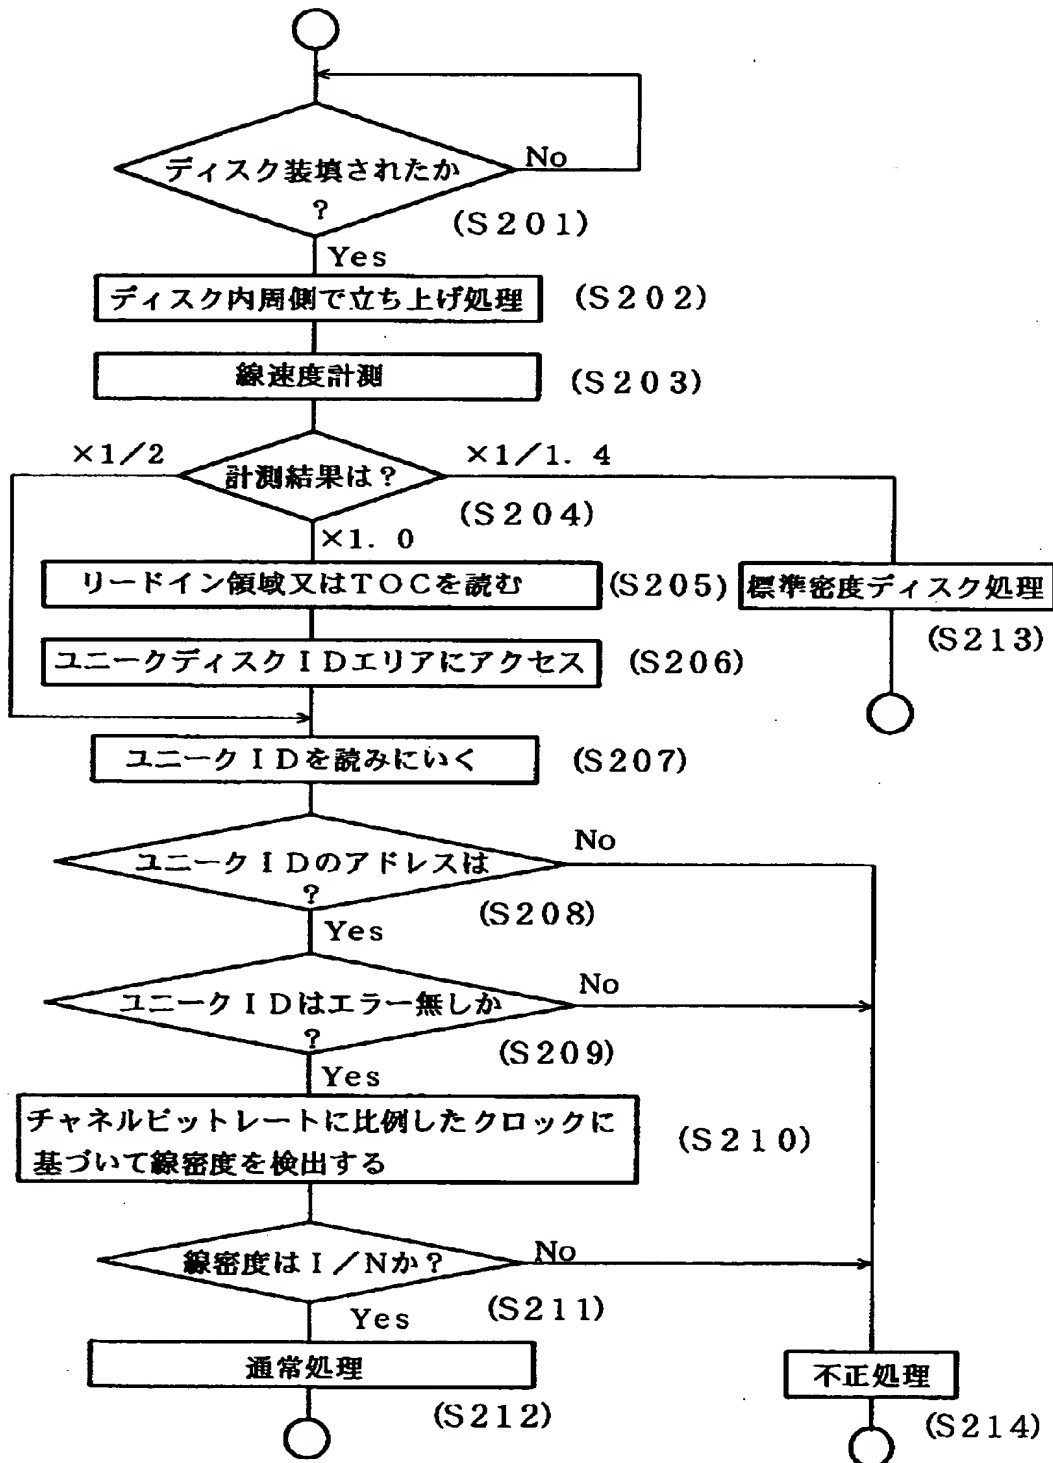 ディスク装填されたか
?
No
(S201)
Yes
ディスク内周側で立ち上げ処理
(S202)
線速度計測
(S203)
×1/2
計測結果は?
×1/1.4
(S204)
×1.0
リードイン領域又はTOCを読む
(S205)
標準密度ディスク処理
(S213)
ユニークディスクIDエリアにアクセス
(S206)
ユニークIDを読みにいく
(S207)
ユニークIDのアドレスは
?
No
(S208)
Yes
ユニークIDはエラー無しか
?
No
(S209)
Yes
チャネルビットレートに比例したクロックに
基づいて線密度を検出する
(S210)
線密度はI/Nか?
No
(S211)
Yes
通常処理
(S212)
不正処理
(S214)